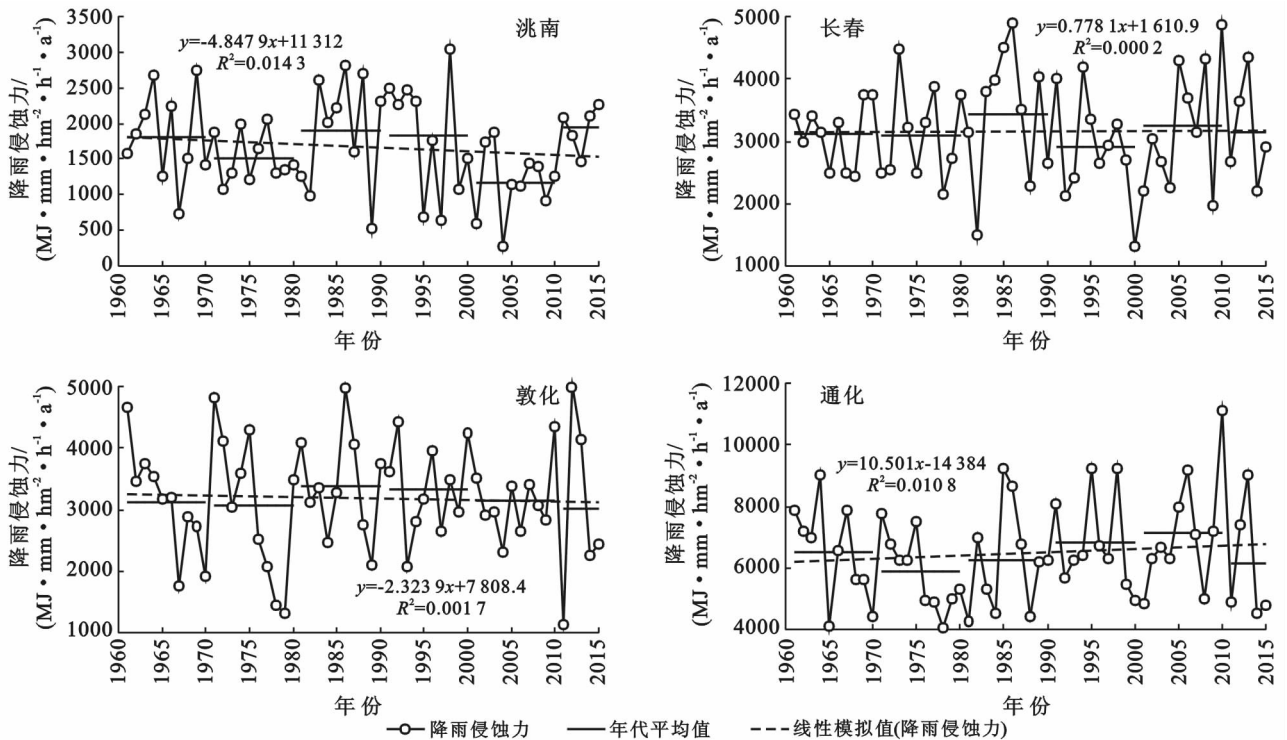 洮南
y=-4.847 9x+11 312
R²=0.014 3
降雨侵蚀力/
(MJ·mm·hm⁻²·h⁻¹·a⁻¹)
3500
3000
2500
2000
1500
1000
500
0
1960
1965
1970
1975
1980
1985
1990
1995
2000
2005
2010
2015
年份
长春
y=0.778 1x+1 610.9
R²=0.000 2
降雨侵蚀力/
(MJ·mm·hm⁻²·h⁻¹·a⁻¹)
5000
4000
3000
2000
1000
1960
1965
1970
1975
1980
1985
1990
1995
2000
2005
2010
2015
年份
敦化
y=-2.323 9x+7 808.4
R²=0.001 7
降雨侵蚀力/
(MJ·mm·hm⁻²·h⁻¹·a⁻¹)
5000
4000
3000
2000
1000
1960
1965
1970
1975
1980
1985
1990
1995
2000
2005
2010
2015
年份
通化
y=10.501x-14 384
R²=0.010 8
降雨侵蚀力/
(MJ·mm·hm⁻²·h⁻¹·a⁻¹)
12000
10000
8000
6000
4000
1960
1965
1970
1975
1980
1985
1990
1995
2000
2005
2010
2015
年份
降雨侵蚀力 年代平均值 线性模拟值(降雨侵蚀力)